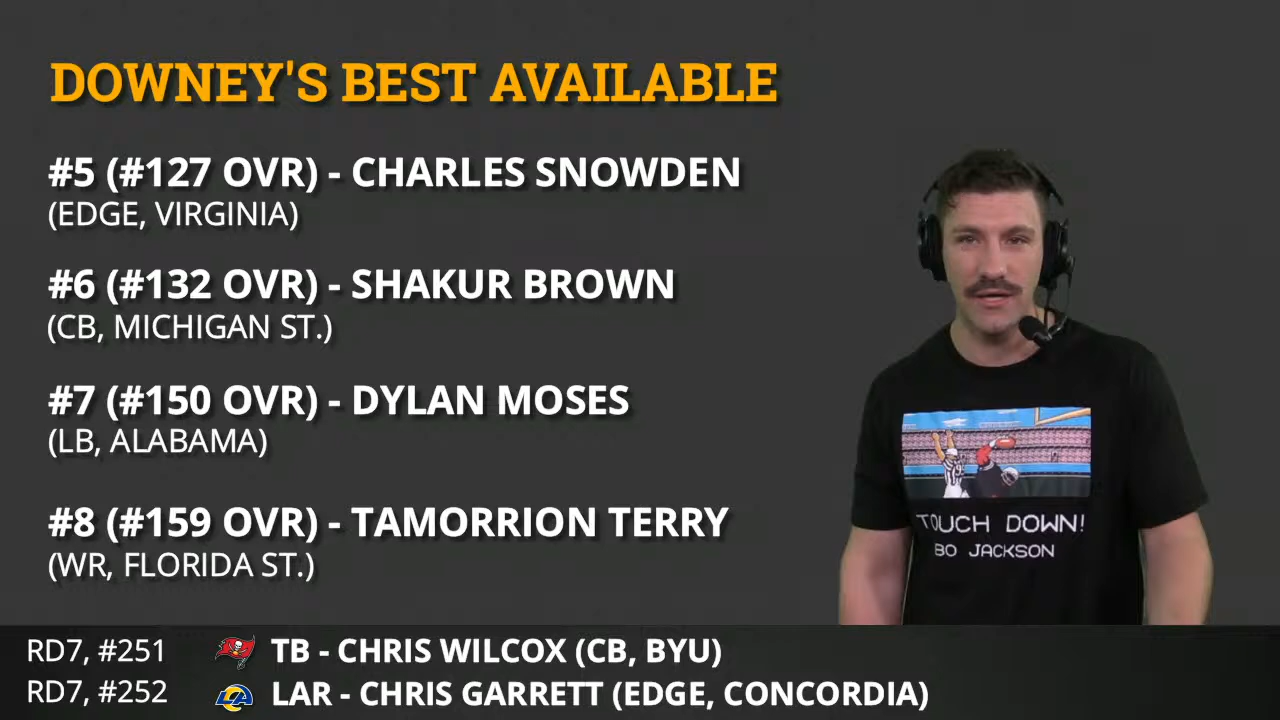 DOWNEY'S BEST AVAILABLE
#5 (#127 OVR) - CHARLES SNOWDEN
(EDGE, VIRGINIA)
#6 (#132 OVR) - SHAKUR BROWN
(CB, MICHIGAN ST.)
#7 (#150 OVR) - DYLAN MOSES
(LB, ALABAMA)
#8 (#159 OVR) - TAMORRION TERRY
(WR, FLORIDA ST.)
TOUCH DOWN!
BO JACKSON
RD7, #251 TB - CHRIS WILCOX (CB, BYU)
RD7, #252 LAR - CHRIS GARRETT (EDGE, CONCORDIA)